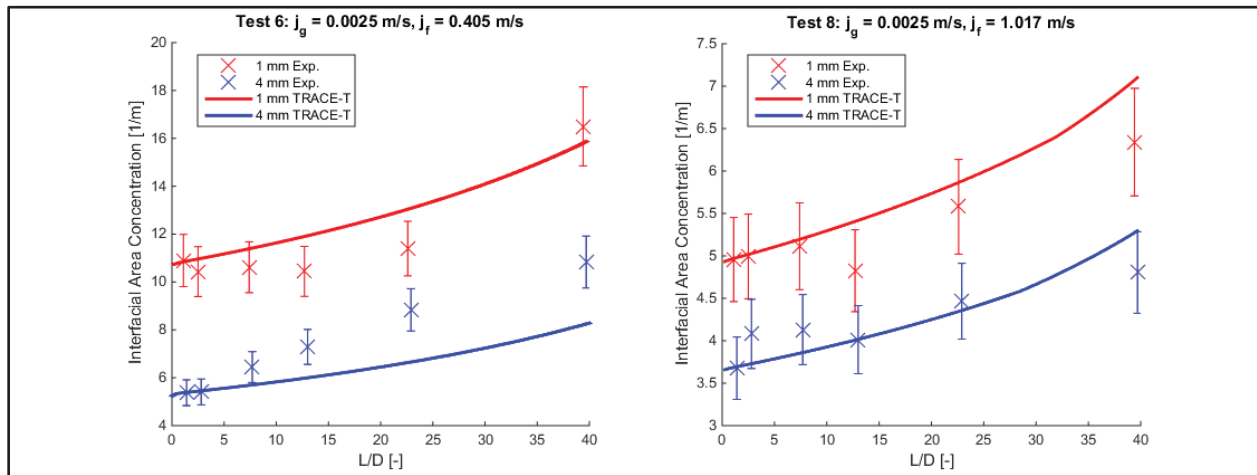 Test 6: j_g = 0.0025 m/s, j_f = 0.405 m/s
Interfacial Area Concentration [1/m]
20
18
16
14
12
10
8
6
4
1 mm Exp.
4 mm Exp.
1 mm TRACE-T
4 mm TRACE-T
0 5 10 15 20 25 30 35 40
L/D [-]
Test 8: j_g = 0.0025 m/s, j_f = 1.017 m/s
Interfacial Area Concentration [1/m]
7.5
7
6.5
6
5.5
5
4.5
4
3.5
3
1 mm Exp.
4 mm Exp.
1 mm TRACE-T
4 mm TRACE-T
0 5 10 15 20 25 30 35 40
L/D [-]